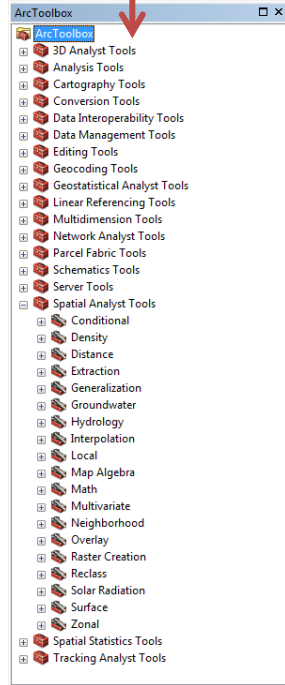 ArcToolbox
ArcToolbox
3D Analyst Tools
Analysis Tools
Cartography Tools
Conversion Tools
Data Interoperability Tools
Data Management Tools
Editing Tools
Geocoding Tools
Geostatistical Analyst Tools
Linear Referencing Tools
Multidimension Tools
Network Analyst Tools
Parcel Fabric Tools
Schematics Tools
Server Tools
Spatial Analyst Tools
Conditional
Density
Distance
Extraction
Generalization
Groundwater
Hydrology
Interpolation
Local
Map Algebra
Math
Multivariate
Neighborhood
Overlay
Raster Creation
Reclass
Solar Radiation
Surface
Zonal
Spatial Statistics Tools
Tracking Analyst Tools